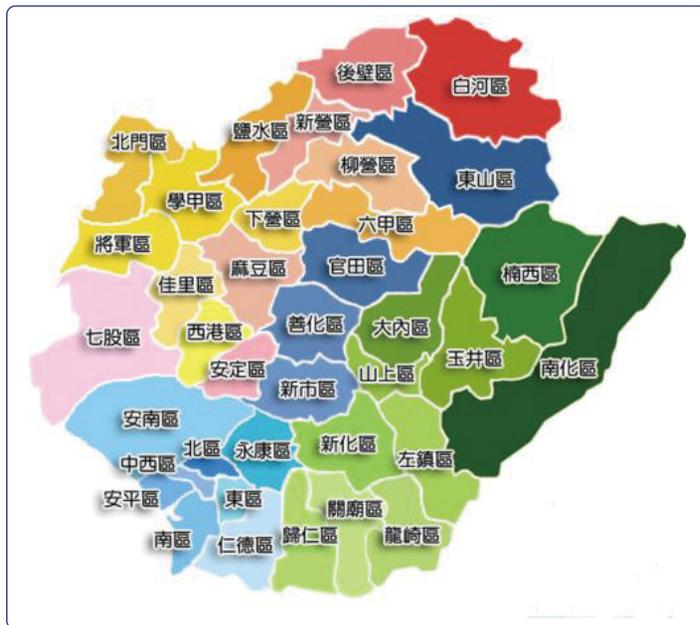 後壁區
白河區
新營區
鹽水區
北門區
柳營區
東山區
學甲區
下營區
六甲區
將軍區
麻豆區
官田區
楠西區
佳里區
七股區
西港區
善化區
大內區
安定區
山上區
玉井區
南化區
新市區
安南區
北區
永康區
新化區
左鎮區
中西區
安平區
東區
關廟區
南區
仁德區
歸仁區
龍崎區